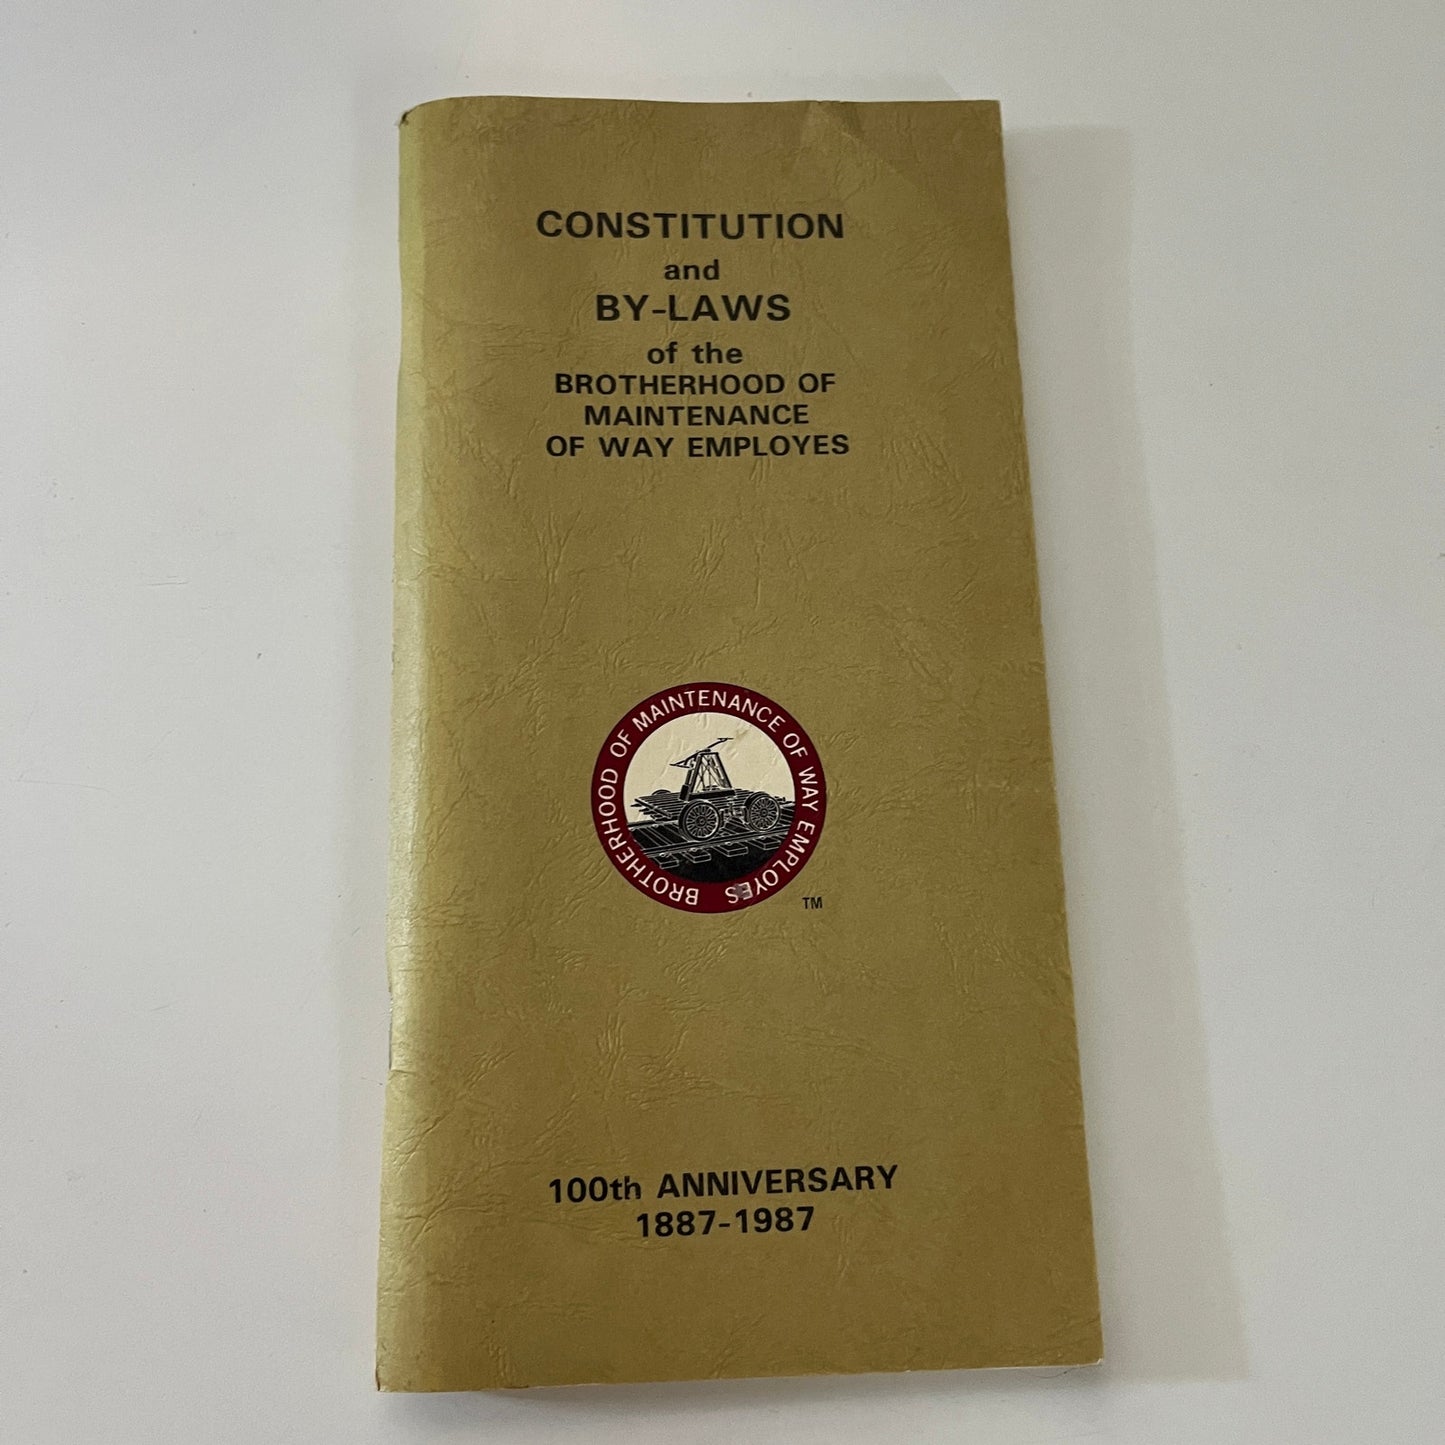 CONSTITUTION
and
BY-LAWS
of the
BROTHERHOOD OF
MAINTENANCE
OF WAY EMPLOYES
BROTHERHOOD OF MAINTENANCE OF WAY EMPLOYES
TM
100th ANNIVERSARY
1887-1987